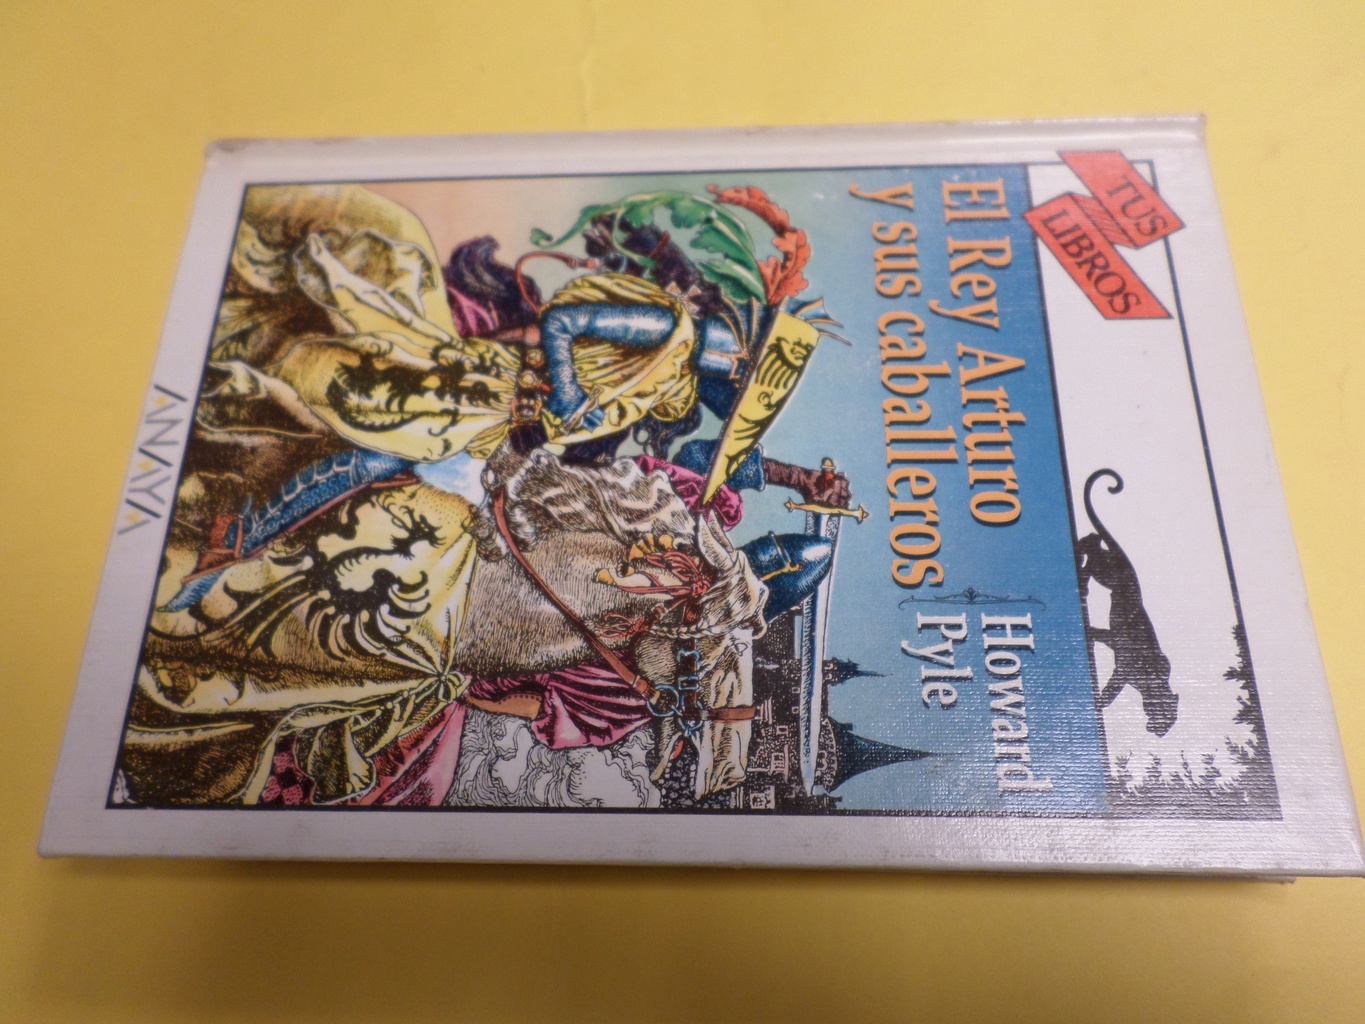 TUS
LIBROS
El Rey Arturo
y sus caballeros
Howard
Pyle
ANAYA